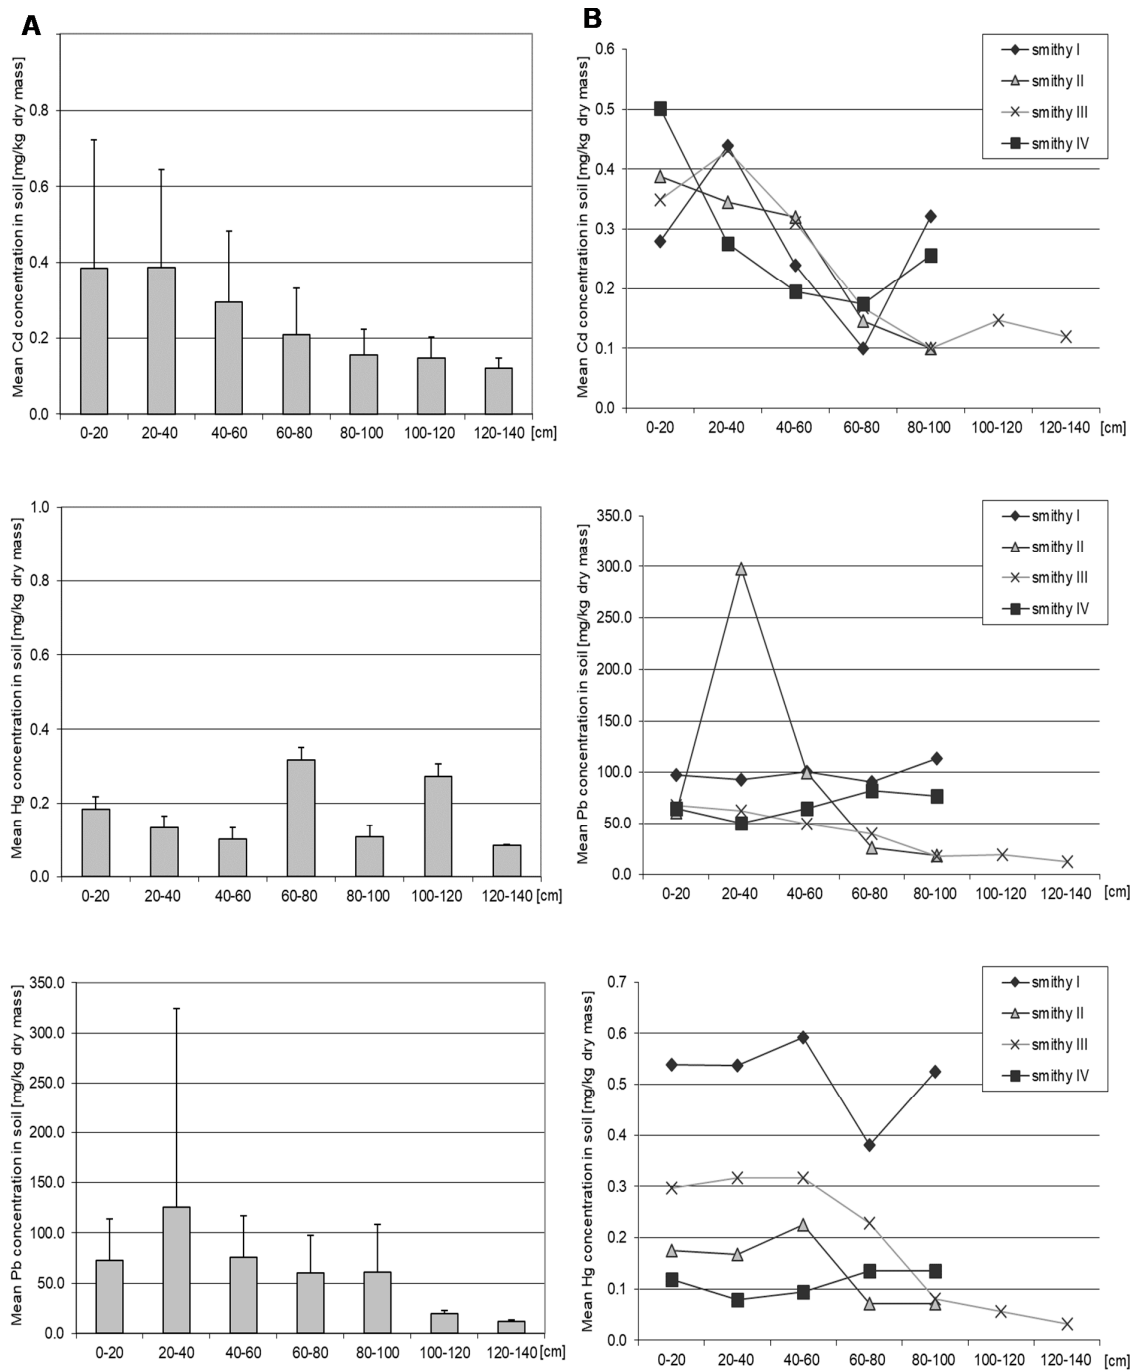 A
Mean Cd concentration in soil [mg/kg dry mass]
0.8
0.6
0.4
0.2
0.0
0-20 20-40 40-60 60-80 80-100 100-120 120-140 [cm]
B
Mean Cd concentration in soil [mg/kg dry mass]
0.6
0.5
0.4
0.3
0.2
0.1
0.0
0-20 20-40 40-60 60-80 80-100 100-120 120-140 [cm]
smithy I
smithy II
smithy III
smithy IV
Mean Hg concentration in soil [mg/kg dry mass]
1.0
0.8
0.6
0.4
0.2
0.0
0-20 20-40 40-60 60-80 80-100 100-120 120-140 [cm]
Mean Pb concentration in soil [mg/kg dry mass]
350.0
300.0
250.0
200.0
150.0
100.0
50.0
0.0
0-20 20-40 40-60 60-80 80-100 100-120 120-140 [cm]
smithy I
smithy II
smithy III
smithy IV
Mean Pb concentration in soil [mg/kg dry mass]
350.0
300.0
250.0
200.0
150.0
100.0
50.0
0.0
0-20 20-40 40-60 60-80 80-100 100-120 120-140 [cm]
Mean Hg concentration in soil [mg/kg dry mass]
0.7
0.6
0.5
0.4
0.3
0.2
0.1
0.0
0-20 20-40 40-60 60-80 80-100 100-120 120-140 [cm]
smithy I
smithy II
smithy III
smithy IV